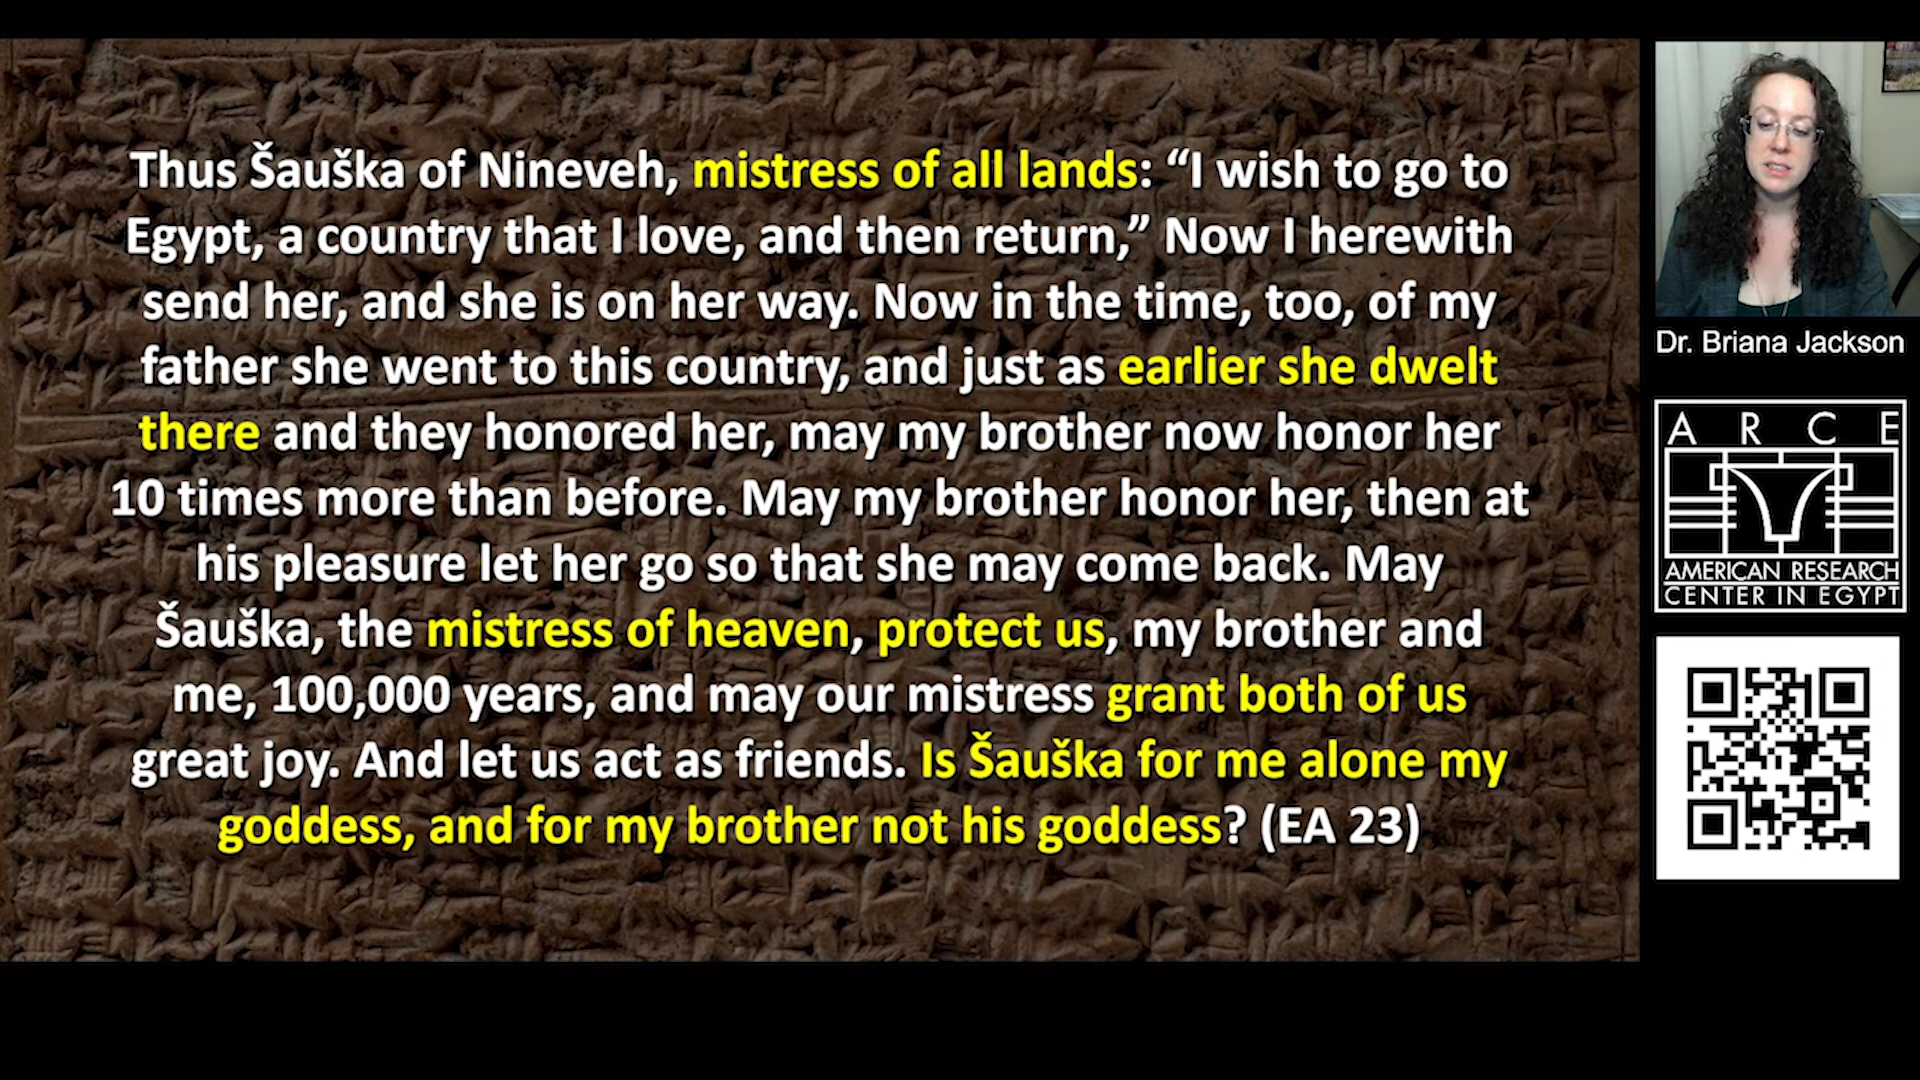 Thus Šauška of Nineveh, mistress of all lands: “I wish to go to
Egypt, a country that I love, and then return,” Now I herewith
send her, and she is on her way. Now in the time, too, of my
father she went to this country, and just as earlier she dwelt
there and they honored her, may my brother now honor her
10 times more than before. May my brother honor her, then at
his pleasure let her go so that she may come back. May
Šauška, the mistress of heaven, protect us, my brother and
me, 100,000 years, and may our mistress grant both of us
great joy. And let us act as friends. Is Šauška for me alone my
goddess, and for my brother not his goddess? (EA 23)
Dr. Briana Jackson
ARCE
AMERICAN RESEARCH
CENTER IN EGYPT